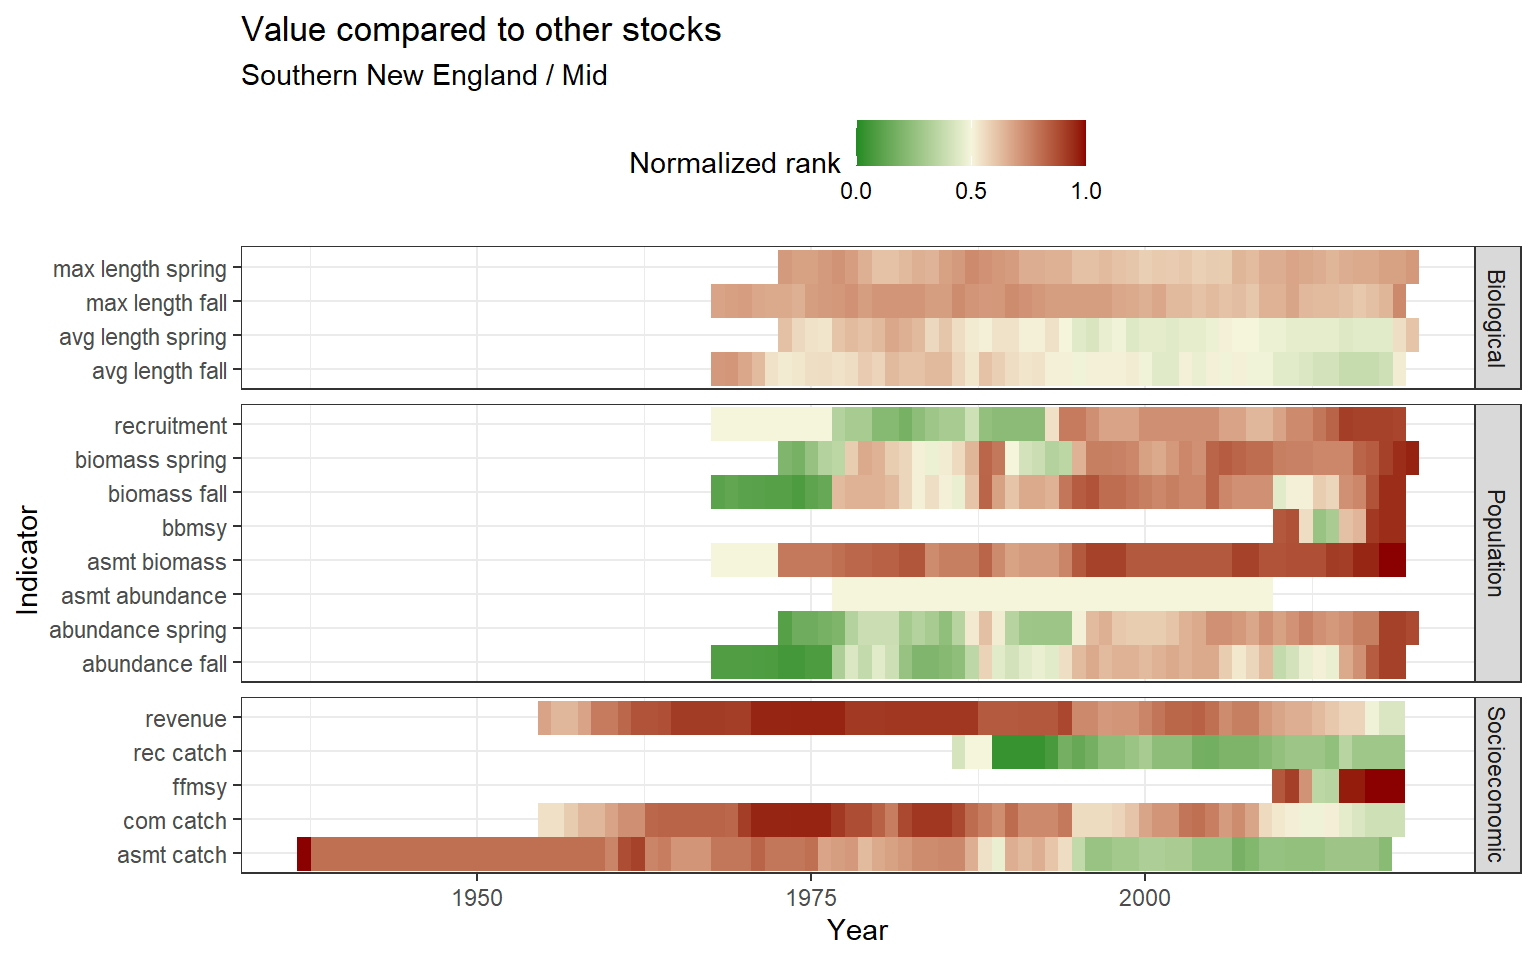 Value compared to other stocks
Southern New England / Mid
Normalized rank
0.0 0.5 1.0
max length spring
max length fall
avg length spring
avg length fall
Biological
recruitment
biomass spring
biomass fall
bbmsy
asmt biomass
asmt abundance
abundance spring
abundance fall
Population
revenue
rec catch
ffmsy
com catch
asmt catch
Socioeconomic
Indicator
1950 1975 2000
Year